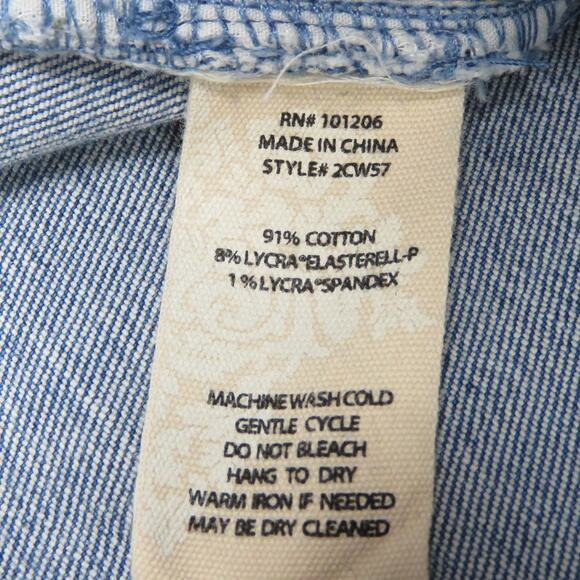 RN# 101206
MADE IN CHINA
STYLE# 2CW57
91% COTTON
8% LYCRA®ELASTERELL-P
1% LYCRA®SPANDEX
MACHINE WASH COLD
GENTLE CYCLE
DO NOT BLEACH
HANG TO DRY
WARM IRON IF NEEDED
MAY BE DRY CLEANED